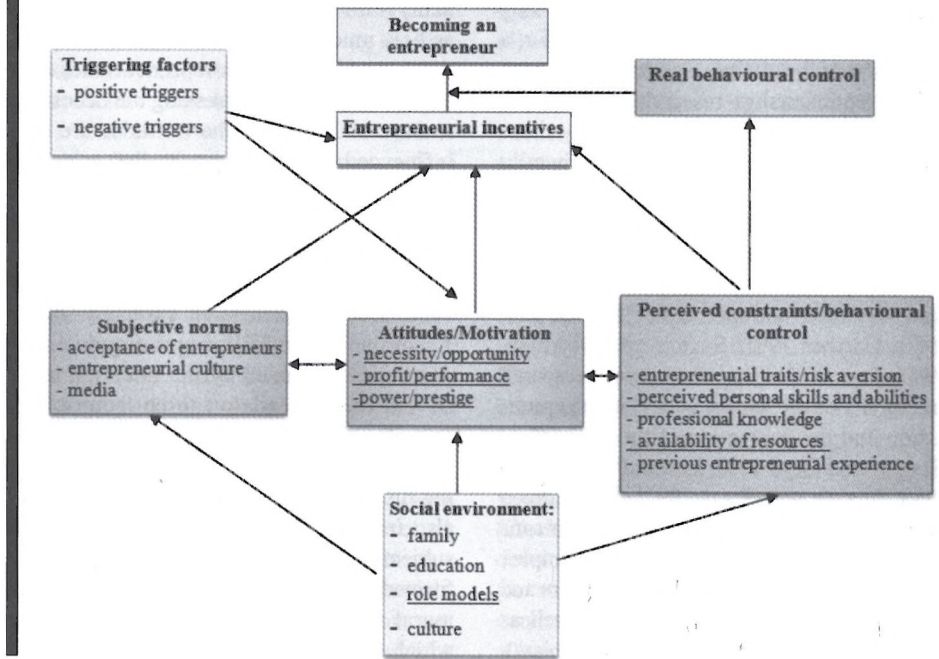 Becoming an
entrepreneur
Triggering factors
- positive triggers
- negative triggers
Real behavioural control
Entrepreneurial incentives
Subjective norms
- acceptance of entrepreneurs
- entrepreneurial culture
- media
Attitudes/Motivation
- necessity/opportunity
- profit/performance
-power/prestige
Perceived constraints/behavioural
control
- entrepreneurial traits/risk aversion
- perceived personal skills and abilities
- professional knowledge
- availability of resources
- previous entrepreneurial experience
Social environment:
- family
- education
- role models
- culture